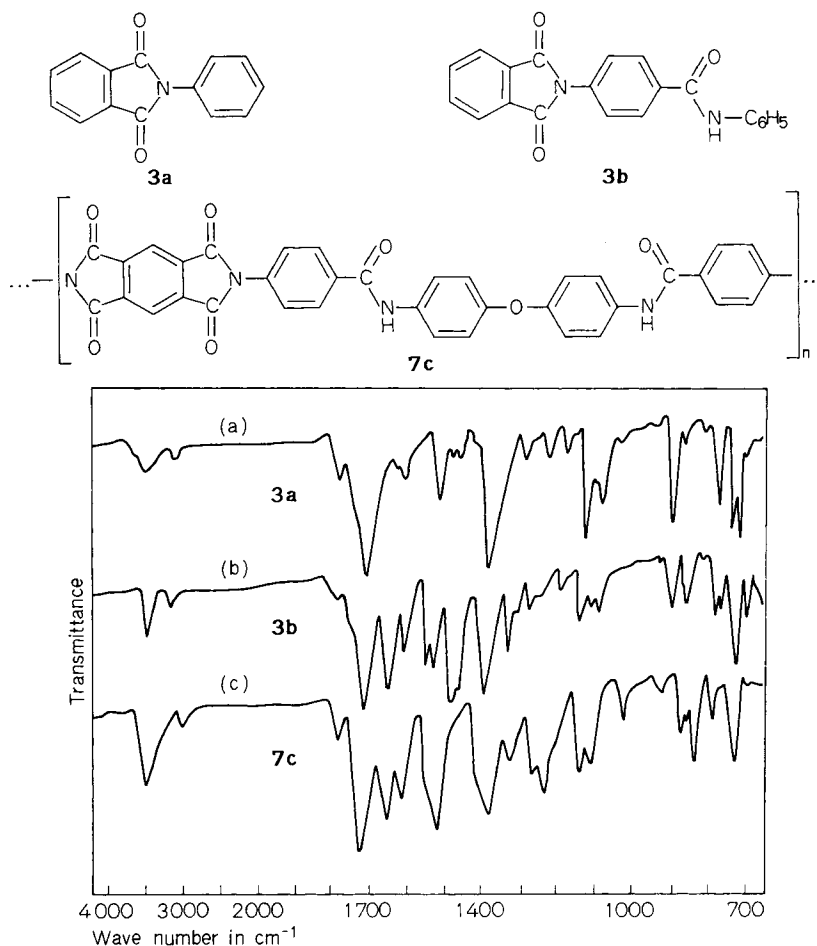 O
C
N
C
O
3a
O
C
N
C
O
O
C
N
H
C₆H₅
3b
O O
C C
N N
C C
O O
O
C
N
H
O
N
H
O
C
... ...
n
7c
(a)
3a
(b)
3b
(c)
7c
Transmittance
4000 3000 2000 1700 1400 1000 700
Wave number in cm⁻¹